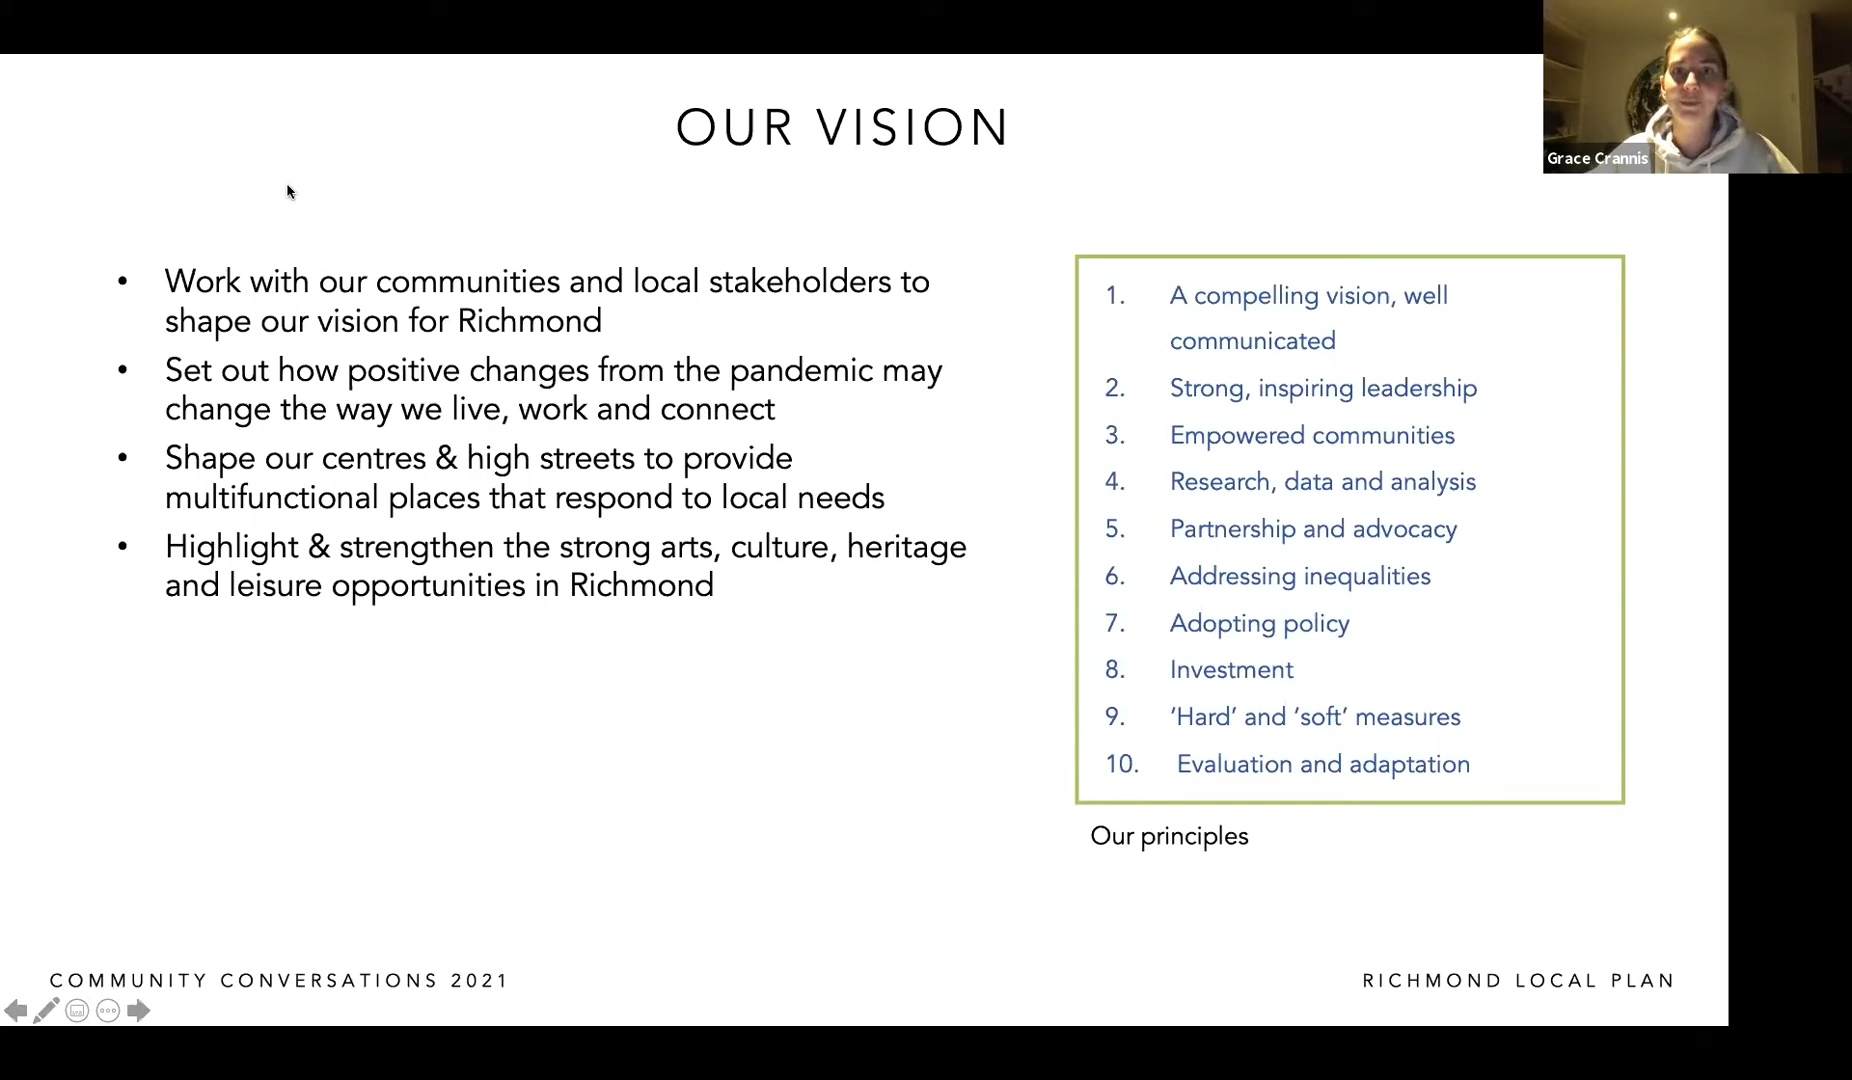 OUR VISION
Grace Crannis
• Work with our communities and local stakeholders to
shape our vision for Richmond
• Set out how positive changes from the pandemic may
change the way we live, work and connect
• Shape our centres & high streets to provide
multifunctional places that respond to local needs
• Highlight & strengthen the strong arts, culture, heritage
and leisure opportunities in Richmond
1. A compelling vision, well
communicated
2. Strong, inspiring leadership
3. Empowered communities
4. Research, data and analysis
5. Partnership and advocacy
6. Addressing inequalities
7. Adopting policy
8. Investment
9. ‘Hard’ and ‘soft’ measures
10. Evaluation and adaptation
Our principles
COMMUNITY CONVERSATIONS 2021
RICHMOND LOCAL PLAN